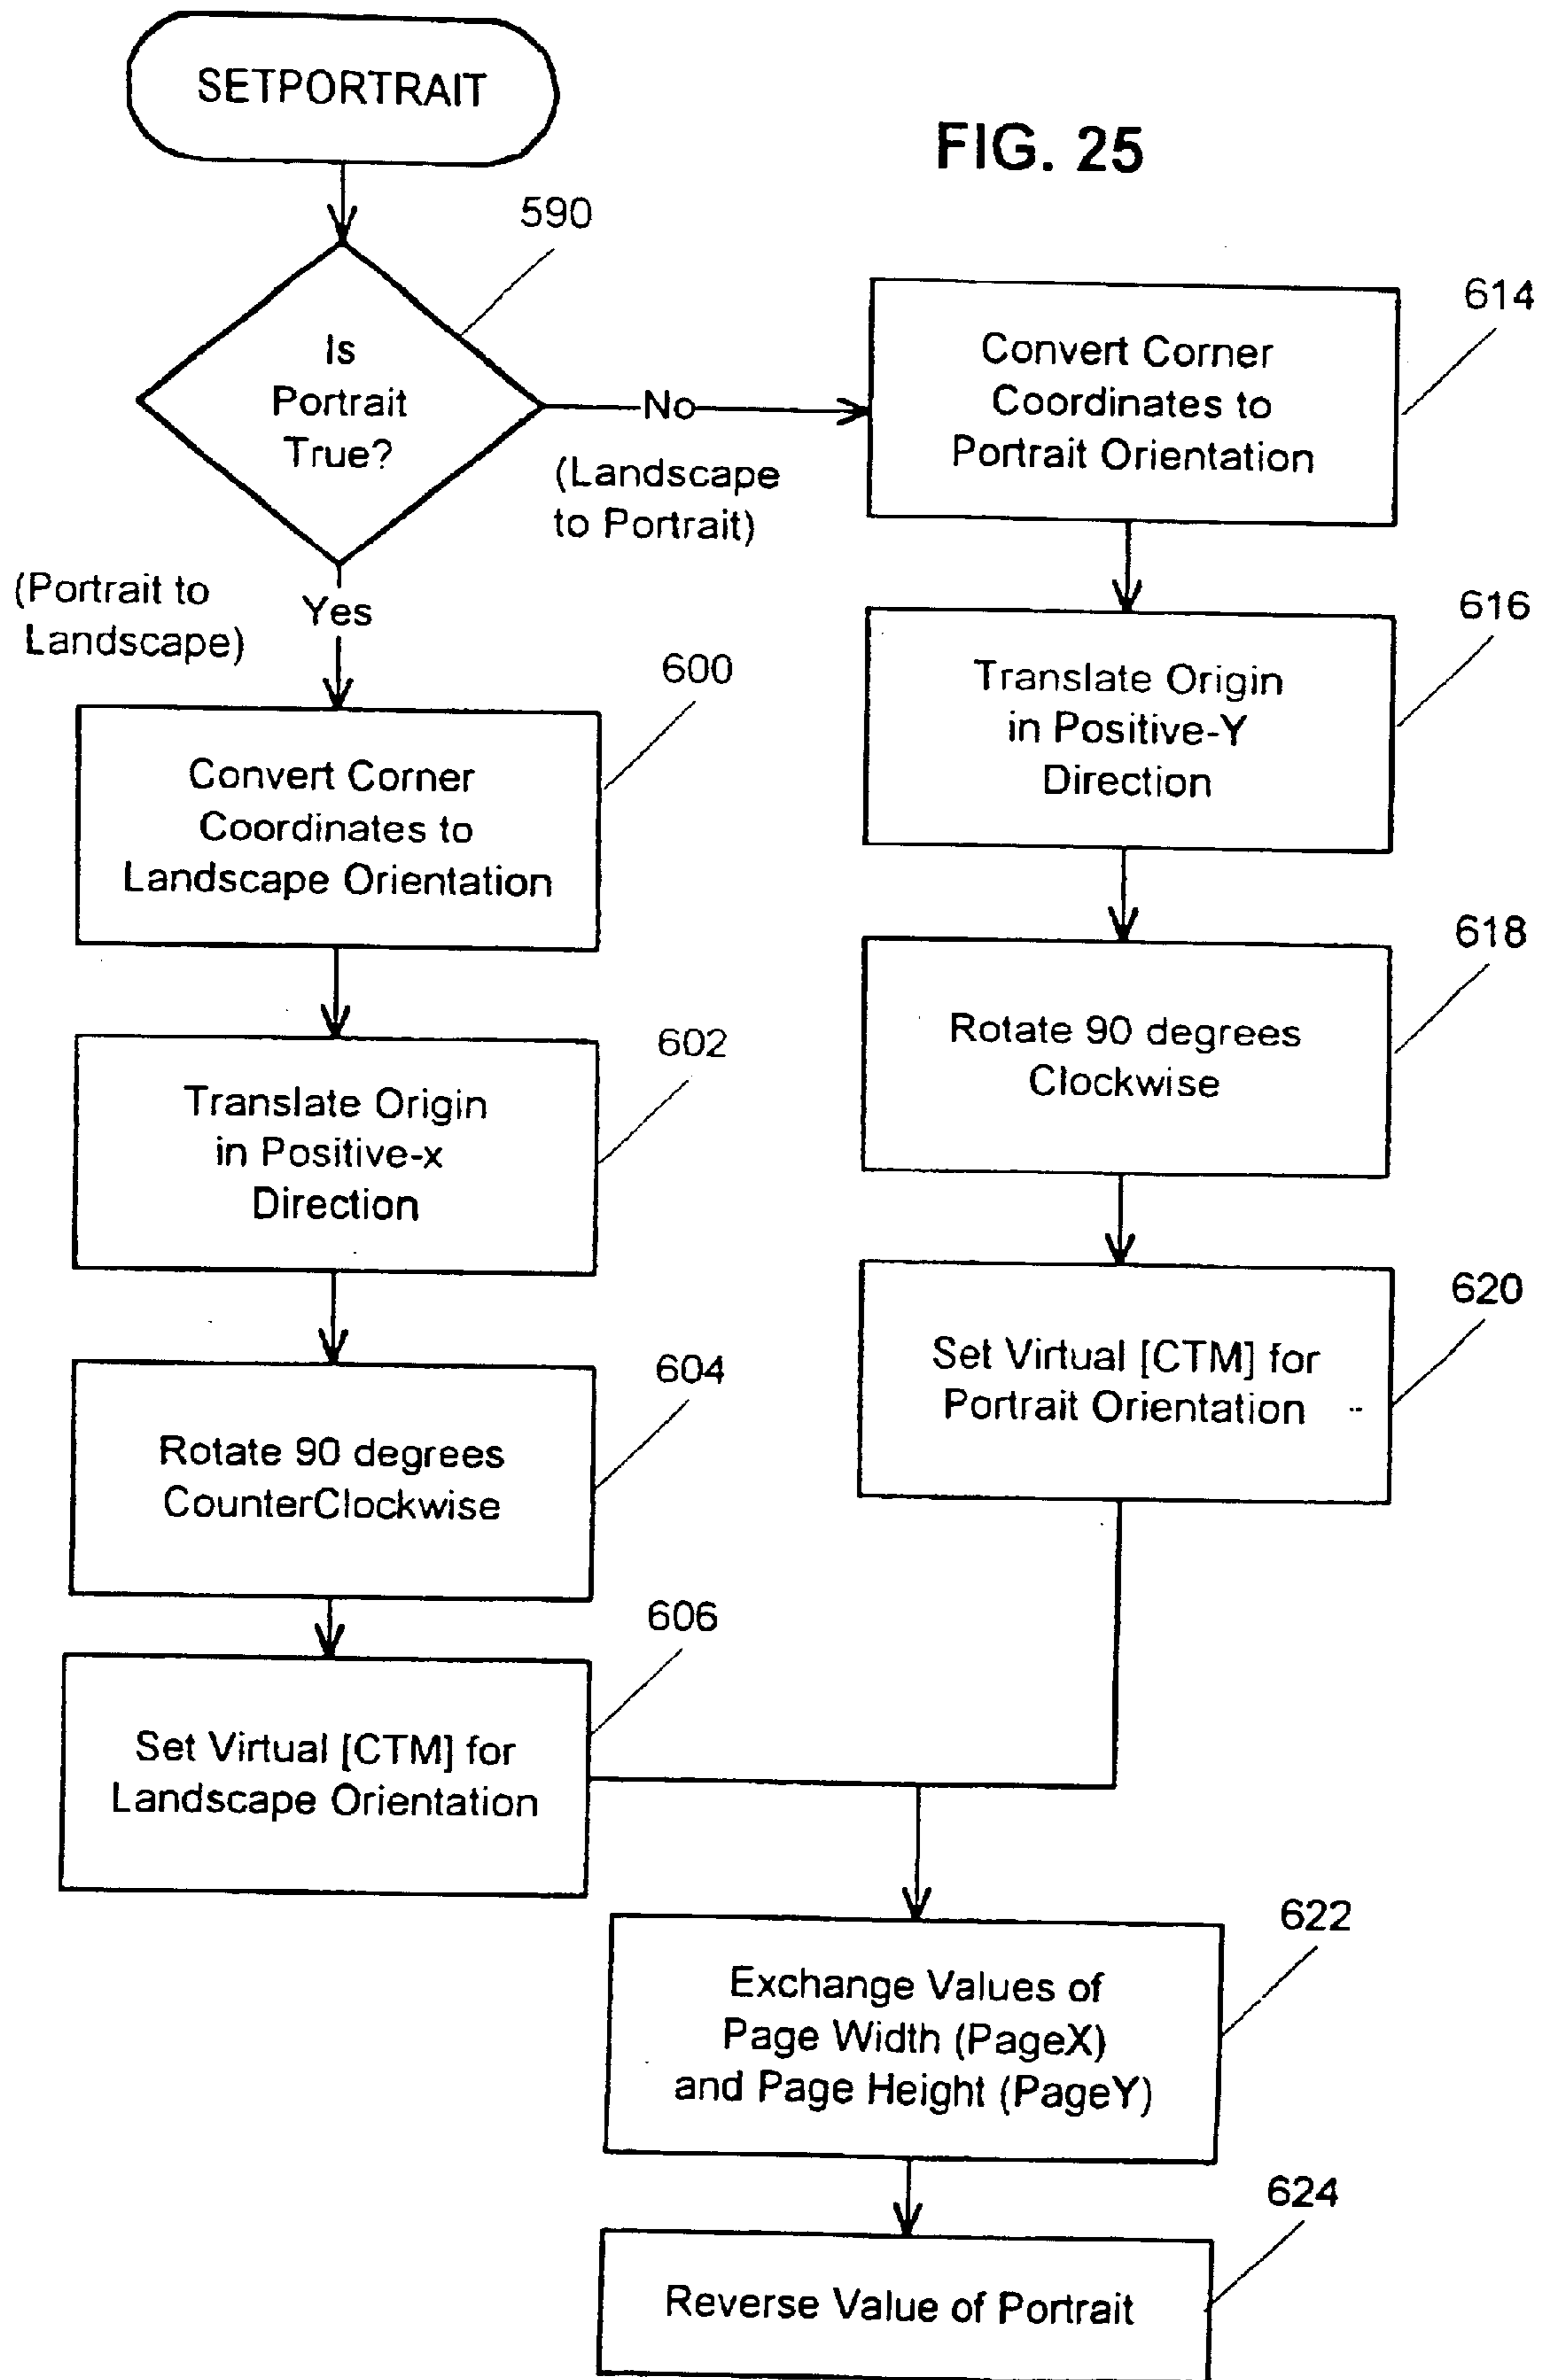 SETPORTRAIT
FIG. 25
590
Is
Portrait
True?
No
(Landscape
to Portrait)
(Portrait to
Landscape)
Yes
600
Convert Corner
Coordinates to
Landscape Orientation
602
Translate Origin
in Positive-x
Direction
604
Rotate 90 degrees
CounterClockwise
606
Set Virtual [CTM] for
Landscape Orientation
614
Convert Corner
Coordinates to
Portrait Orientation
616
Translate Origin
in Positive-Y
Direction
618
Rotate 90 degrees
Clockwise
620
Set Virtual [CTM] for
Portrait Orientation
622
Exchange Values of
Page Width (PageX)
and Page Height (PageY)
624
Reverse Value of Portrait